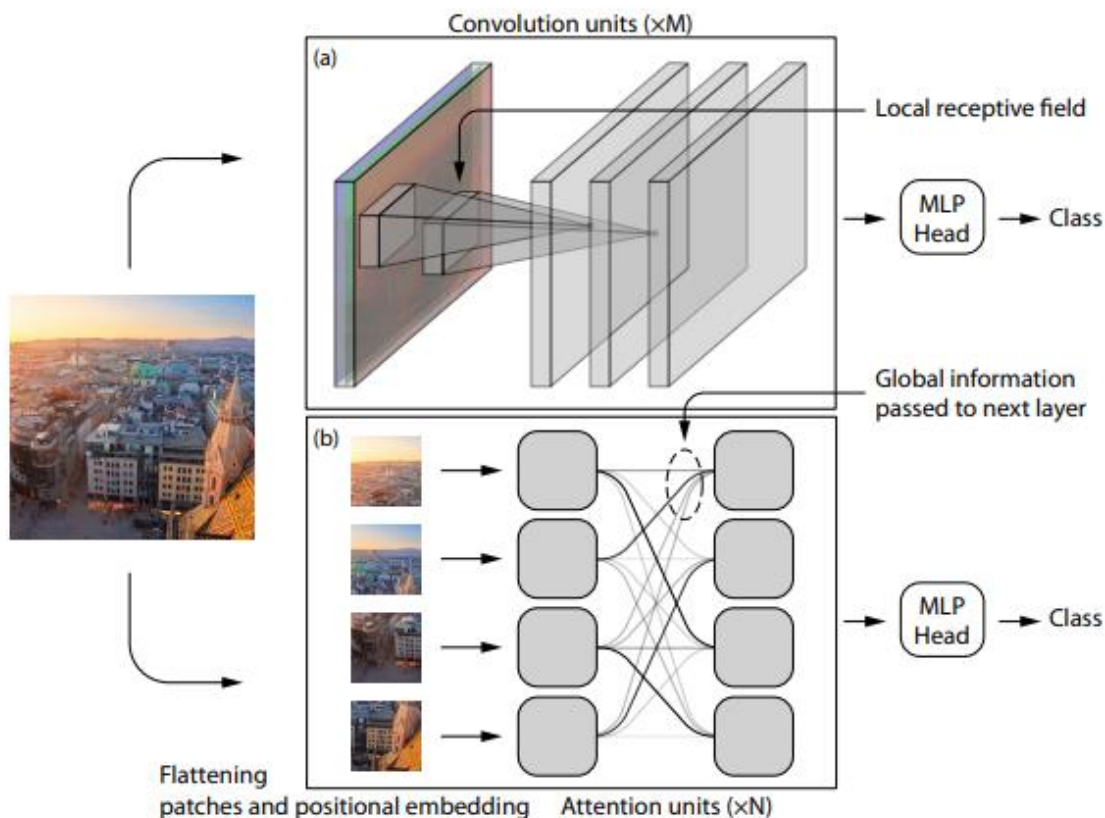 Convolution units (×M)
(a)
Local receptive field
MLP
Head
Class
Global information
passed to next layer
(b)
MLP
Head
Class
Flattening
patches and positional embedding
Attention units (×N)